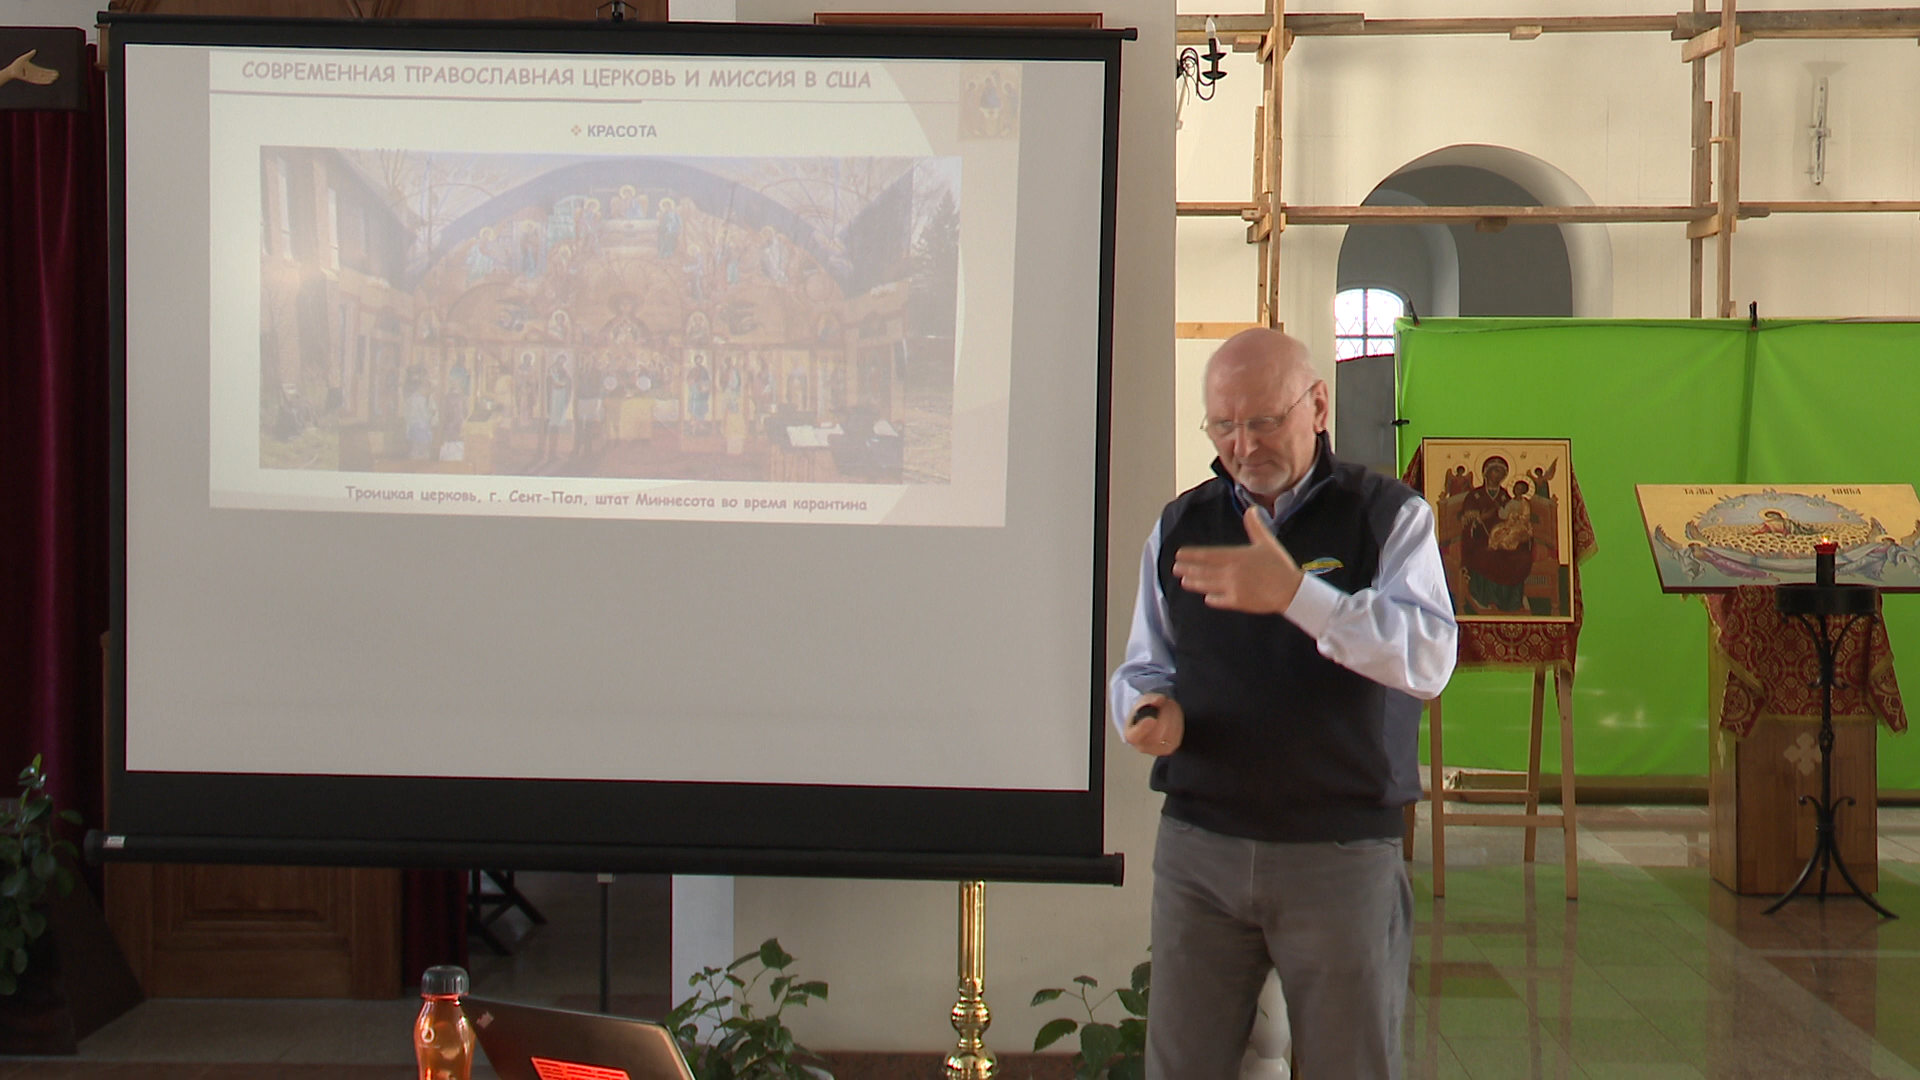 СОВРЕМЕННАЯ ПРАВОСЛАВНАЯ ЦЕРКОВЬ И МИССИЯ В США
КРАСОТА
Троицкая церковь, г. Сент-Пол, штат Миннесота во время карантина